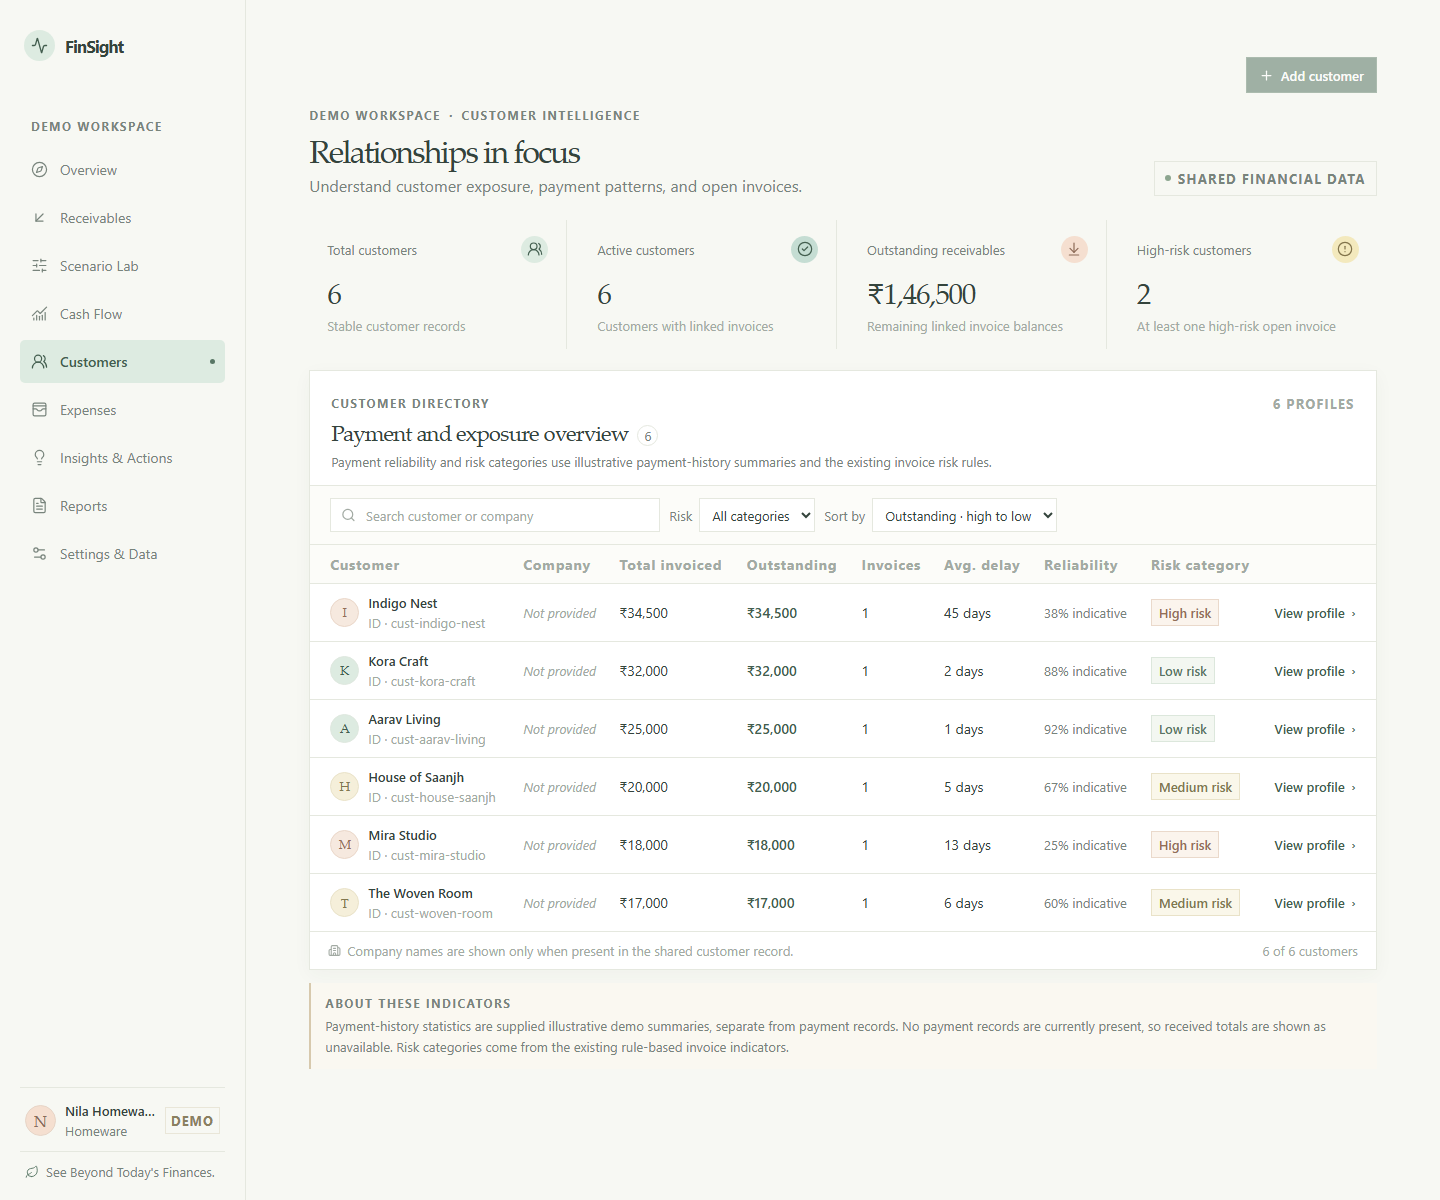 FinSight
DEMO WORKSPACE
Overview
Receivables
Scenario Lab
Cash Flow
Customers
Expenses
Insights & Actions
Reports
Settings & Data
Nila Homewa...
Homeware
DEMO
See Beyond Today's Finances.
+ Add customer
DEMO WORKSPACE · CUSTOMER INTELLIGENCE
Relationships in focus
Understand customer exposure, payment patterns, and open invoices.
SHARED FINANCIAL DATA
Total customers
6
Stable customer records
Active customers
6
Customers with linked invoices
Outstanding receivables
₹1,46,500
Remaining linked invoice balances
High-risk customers
2
At least one high-risk open invoice
CUSTOMER DIRECTORY
6 PROFILES
Payment and exposure overview 6
Payment reliability and risk categories use illustrative payment-history summaries and the existing invoice risk rules.
Search customer or company Risk All categories Sort by Outstanding · high to low
Customer Company Total invoiced Outstanding Invoices Avg. delay Reliability Risk category
I Indigo Nest
ID · cust-indigo-nest
Not provided ₹34,500 ₹34,500 1 45 days 38% indicative High risk View profile ›
K Kora Craft
ID · cust-kora-craft
Not provided ₹32,000 ₹32,000 1 2 days 88% indicative Low risk View profile ›
A Aarav Living
ID · cust-aarav-living
Not provided ₹25,000 ₹25,000 1 1 days 92% indicative Low risk View profile ›
H House of Saanjh
ID · cust-house-saanjh
Not provided ₹20,000 ₹20,000 1 5 days 67% indicative Medium risk View profile ›
M Mira Studio
ID · cust-mira-studio
Not provided ₹18,000 ₹18,000 1 13 days 25% indicative High risk View profile ›
T The Woven Room
ID · cust-woven-room
Not provided ₹17,000 ₹17,000 1 6 days 60% indicative Medium risk View profile ›
Company names are shown only when present in the shared customer record.
6 of 6 customers
ABOUT THESE INDICATORS
Payment-history statistics are supplied illustrative demo summaries, separate from payment records. No payment records are currently present, so received totals are shown as
unavailable. Risk categories come from the existing rule-based invoice indicators.
N